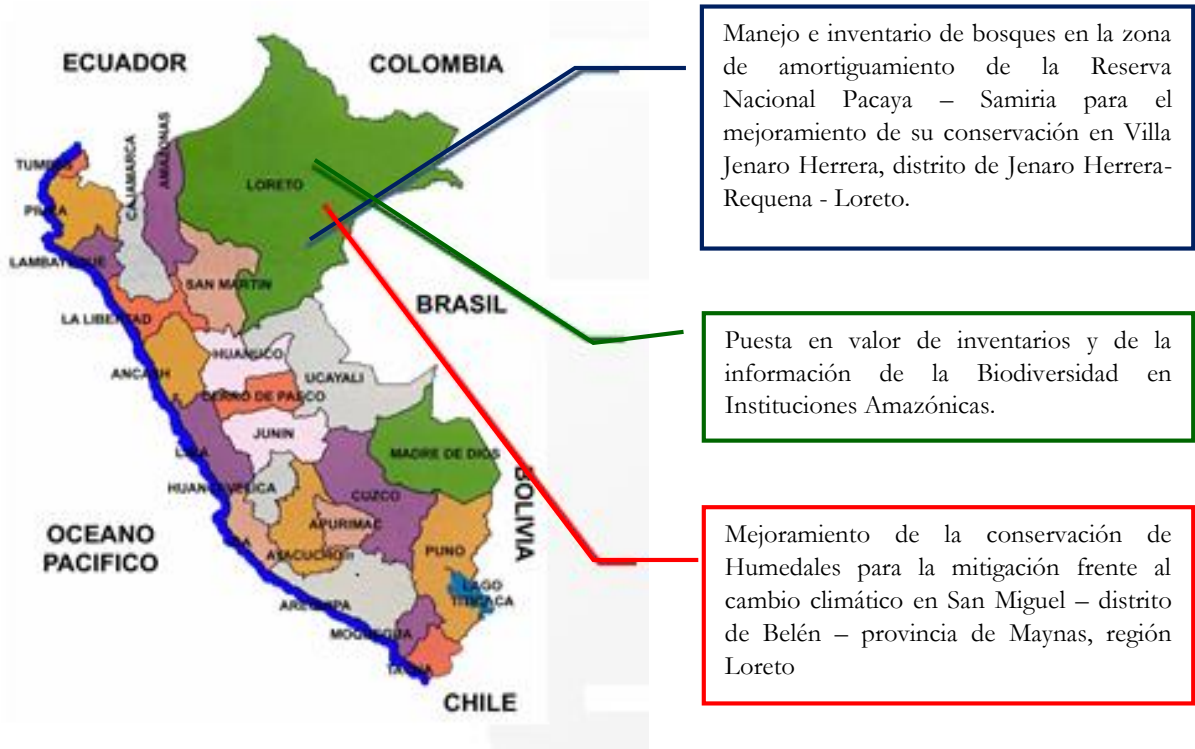 ECUADOR
COLOMBIA
TUMBES
PIURA
CAJAMARCA
AMAZONAS
LORETO
LAMBAYEQUE
SAN MARTIN
BRASIL
LA LIBERTAD
HUANUCO
ANCASH
UCAYALI
CERRO DE PASCO
JUNIN
LIMA
MADRE DE DIOS
HUANCAVELICA
CUZCO
BOLIVIA
OCEANO
PACIFICO
APURIMAC
ICA
PUNO
LAGO
TITICACA
AREQUIPA
MOQUEGUA
TACNA
CHILE
Manejo e inventario de bosques en la zona
de amortiguamiento de la Reserva
Nacional Pacaya – Samiria para el
mejoramiento de su conservación en Villa
Jenaro Herrera, distrito de Jenaro Herrera-
Requena - Loreto.
Puesta en valor de inventarios y de la
información de la Biodiversidad en
Instituciones Amazónicas.
Mejoramiento de la conservación de
Humedales para la mitigación frente al
cambio climático en San Miguel – distrito
de Belén – provincia de Maynas, región
Loreto